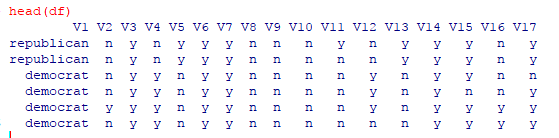 head(df)
V1 V2 V3 V4 V5 V6 V7 V8 V9 V10 V11 V12 V13 V14 V15 V16 V17
republican n y n y y y n n n y n y y y n y
republican n y n y y y n n n n n y y y n y
democrat n y y n y y n n n n y n y y n n
democrat n y y n y y n n n n y n y n n y
democrat y y y n y y n n n n y n y y y y
democrat n y y n y y n n n n n n y y y y